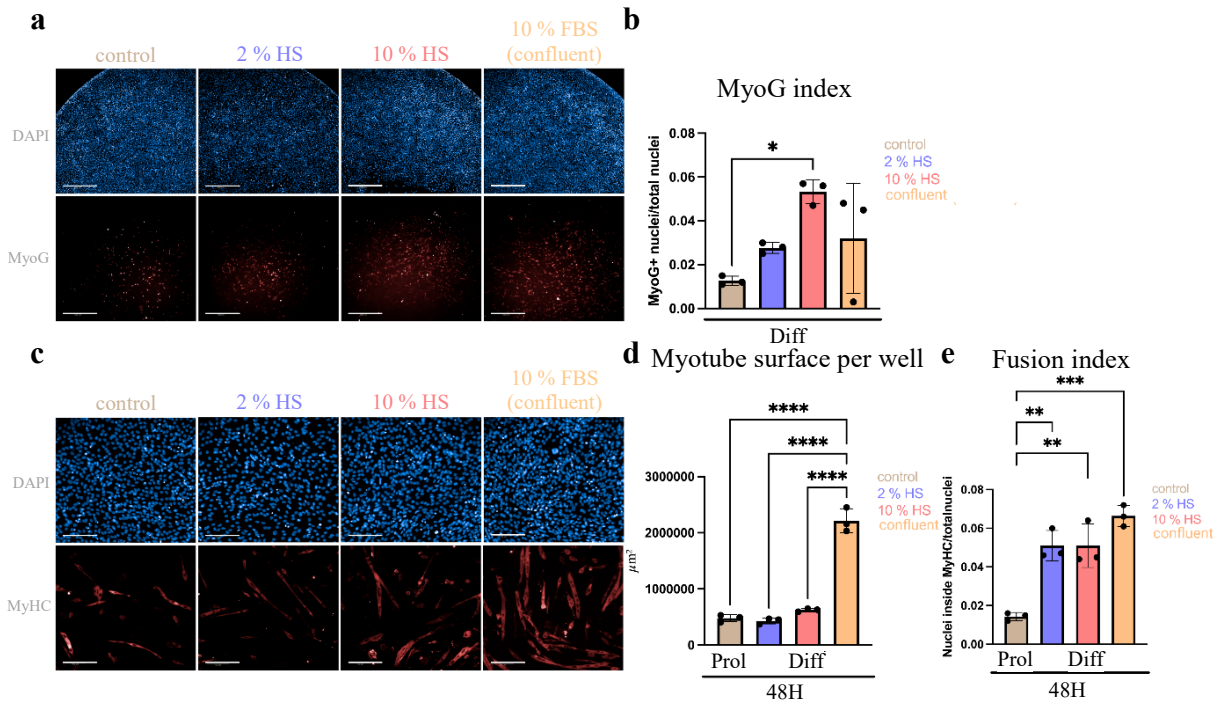 a
control
2 % HS
10 % HS
10 % FBS
(confluent)
DAPI
MyoG
b
MyoG index
MyoG+ nuclei/total nuclei
0.08
0.06
0.04
0.02
0.00
*
control
2 % HS
10 % HS
confluent
Diff
c
control
2 % HS
10 % HS
10 % FBS
(confluent)
DAPI
MyHC
d
Myotube surface per well
µm²
3000000
2000000
1000000
0
****
****
****
control
2 % HS
10 % HS
confluent
Prol
Diff
48H
e
Fusion index
Nuclei inside MyHC/totalnuclei
0.08
0.06
0.04
0.02
0.00
***
**
**
control
2 % HS
10 % HS
confluent
Prol
Diff
48H